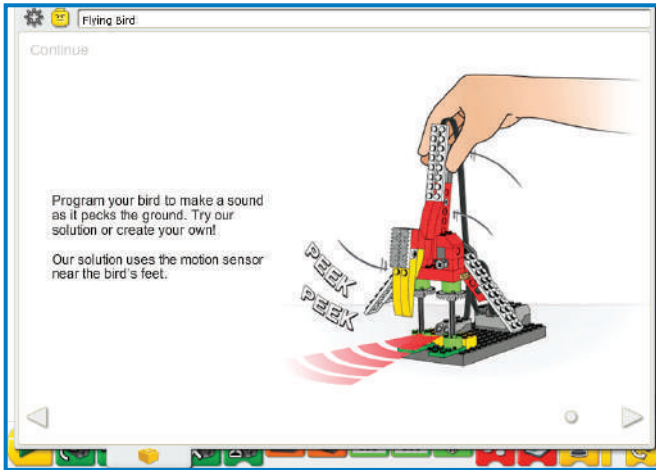 Flying Bird
Continue
Program your bird to make a sound
as it pecks the ground. Try our
solution or create your own!
Our solution uses the motion sensor
near the bird's feet.
PEEK
PEEK